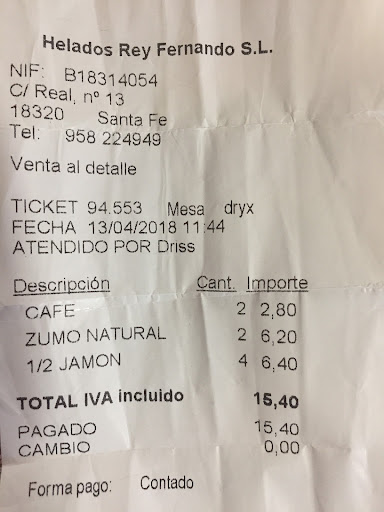 Helados Rey Fernando S.L.
NIF: B18314054
C/ Real, nº 13
18320 Santa Fe
Tel: 958 224949
Venta al detalle
TICKET 94.553 Mesa dryx
FECHA 13/04/2018 11:44
ATENDIDO POR Driss
Descripción Cant. Importe
CAFE 2 2,80
ZUMO NATURAL 2 6,20
1/2 JAMON 4 6,40
TOTAL IVA incluido 15,40
PAGADO 15,40
CAMBIO 0,00
Forma pago: Contado